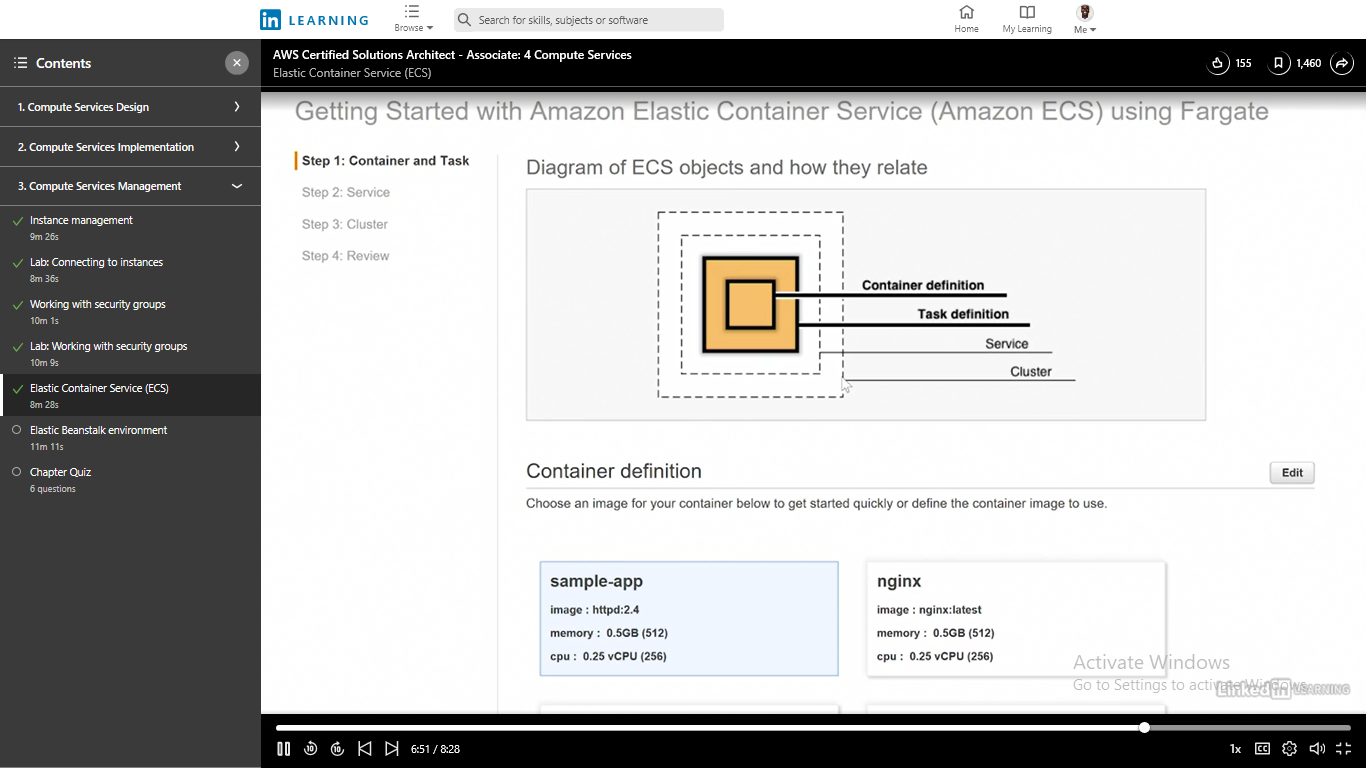 in LEARNING
Browse
Search for skills, subjects or software
Home
My Learning
Me
Contents
1. Compute Services Design
2. Compute Services Implementation
3. Compute Services Management
Instance management
9m 26s
Lab: Connecting to instances
8m 36s
Working with security groups
10m 1s
Lab: Working with security groups
10m 9s
Elastic Container Service (ECS)
8m 28s
Elastic Beanstalk environment
11m 11s
Chapter Quiz
6 questions
AWS Certified Solutions Architect - Associate: 4 Compute Services
Elastic Container Service (ECS)
155
1,460
Getting Started with Amazon Elastic Container Service (Amazon ECS) using Fargate
Step 1: Container and Task
Step 2: Service
Step 3: Cluster
Step 4: Review
Diagram of ECS objects and how they relate
Container definition
Task definition
Service
Cluster
Container definition
Edit
Choose an image for your container below to get started quickly or define the container image to use.
sample-app
image : httpd:2.4
memory : 0.5GB (512)
cpu : 0.25 vCPU (256)
nginx
image : nginx:latest
memory : 0.5GB (512)
cpu : 0.25 vCPU (256)
Activate Windows
Go to Settings to activate Windows.
Linked in LEARNING
10
10
6:51 / 8:28
1x
CC